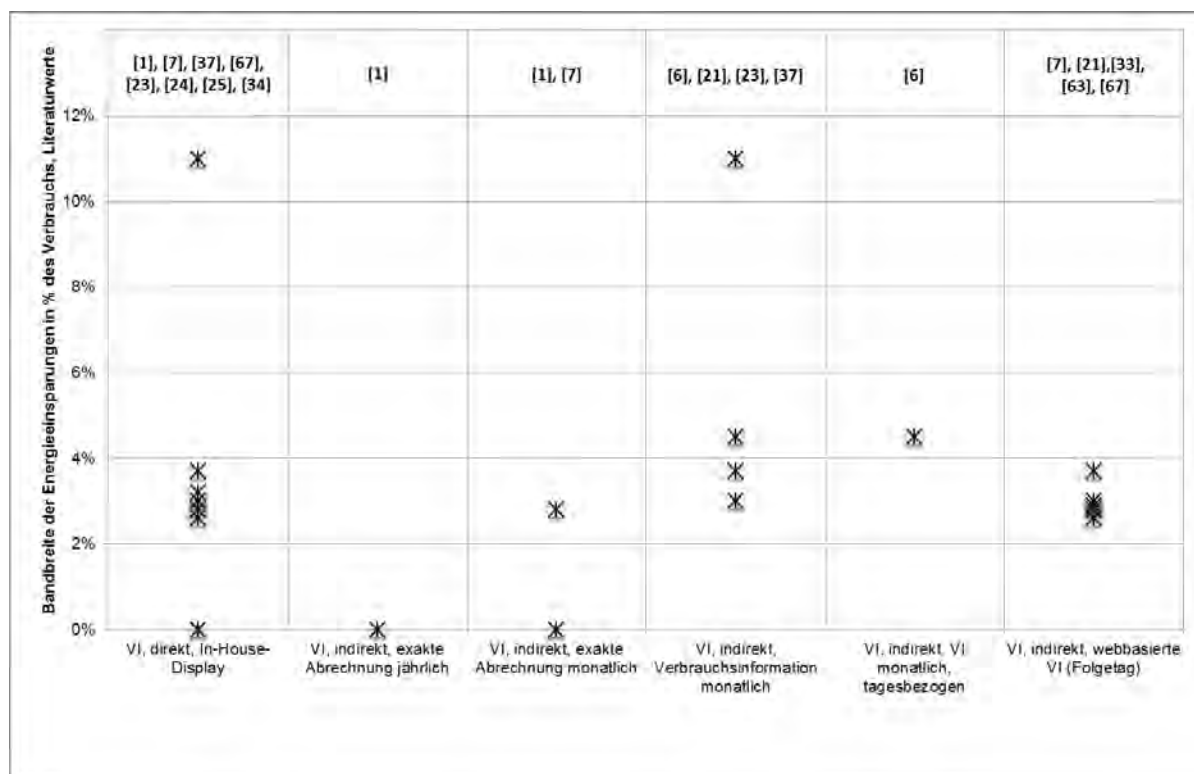 Bandbreite der Energieeinsparungen in % des Verbrauchs, Literaturwerte
[1], [7], [37], [67],
[23], [24], [25], [34]
[1]
[1], [7]
[6], [21], [23], [37]
[6]
[7], [21],[33],
[63], [67]
12%
10%
8%
6%
4%
2%
0%
VI, direkt, In-House-
Display
VI, indirekt, exakte
Abrechnung jährlich
VI, indirekt, exakte
Abrechnung monatlich
VI, indirekt,
Verbrauchsinformation
monatlich
VI, indirekt, VI
monatlich,
tagesbezogen
VI, indirekt, webbasierte
VI (Folgetag)